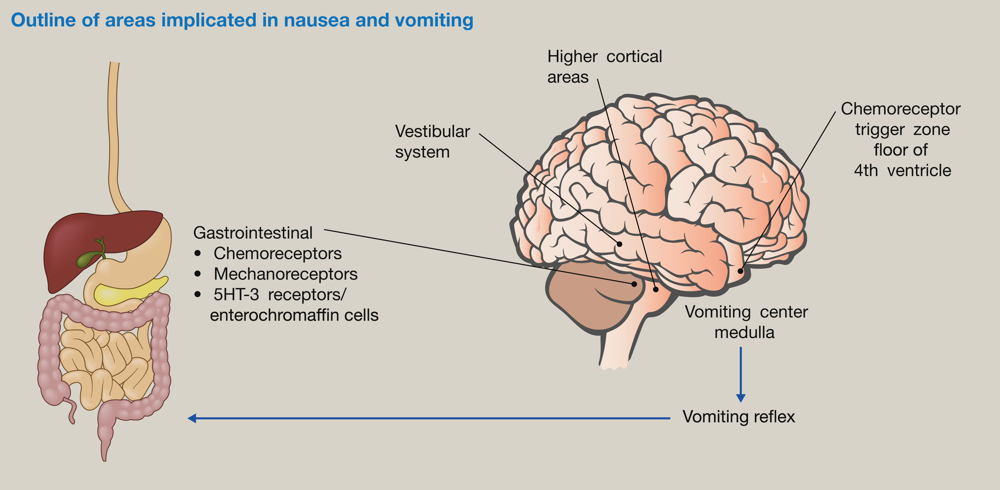 Outline of areas implicated in nausea and vomiting
Higher cortical
areas
Chemoreceptor
trigger zone
floor of
4th ventricle
Vestibular
system
Gastrointestinal
• Chemoreceptors
• Mechanoreceptors
• 5HT-3 receptors/
enterochromaffin cells
Vomiting center
medulla
Vomiting reflex